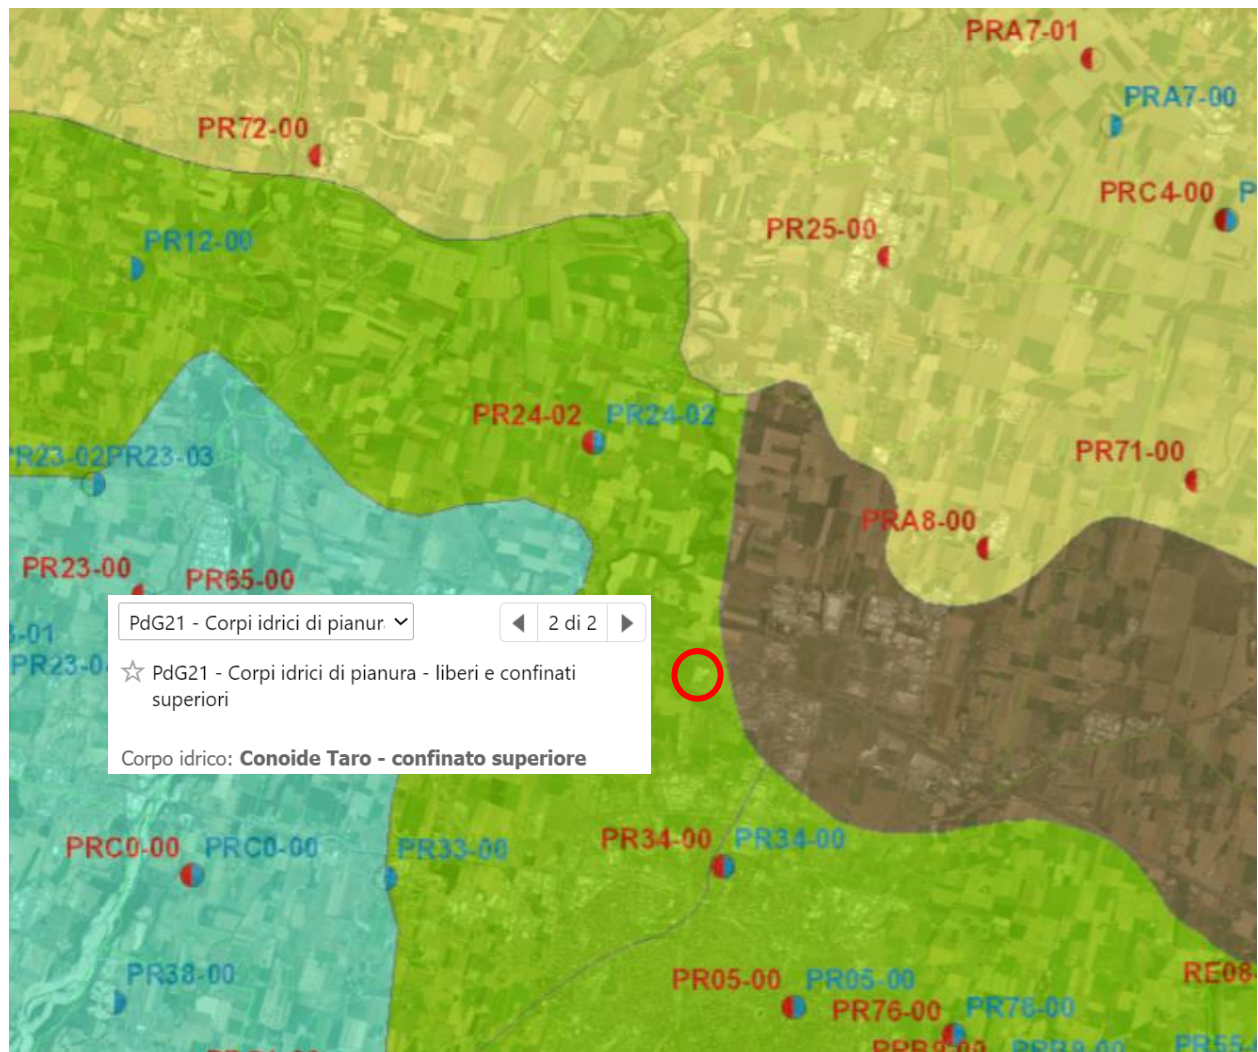 PRA7-01
PRA7-00
PR72-00
PRC4-00 P
PR25-00
PR12-00
PR24-02 PR24-02
PR71-00
PR23-02PR23-03
PRA8-00
PR23-00
PR65-00
PdG21 - Corpi idrici di pianur
2 di 2
-01
PR23-0
PdG21 - Corpi idrici di pianura - liberi e confinati
superiori
Corpo idrico: Conoide Taro - confinato superiore
PR34-00 PR34-00
PRC0-00 PRC0-00
PR33-00
PR38-00
RE08-
PR05-00 PR05-00
PR76-00
PR55-